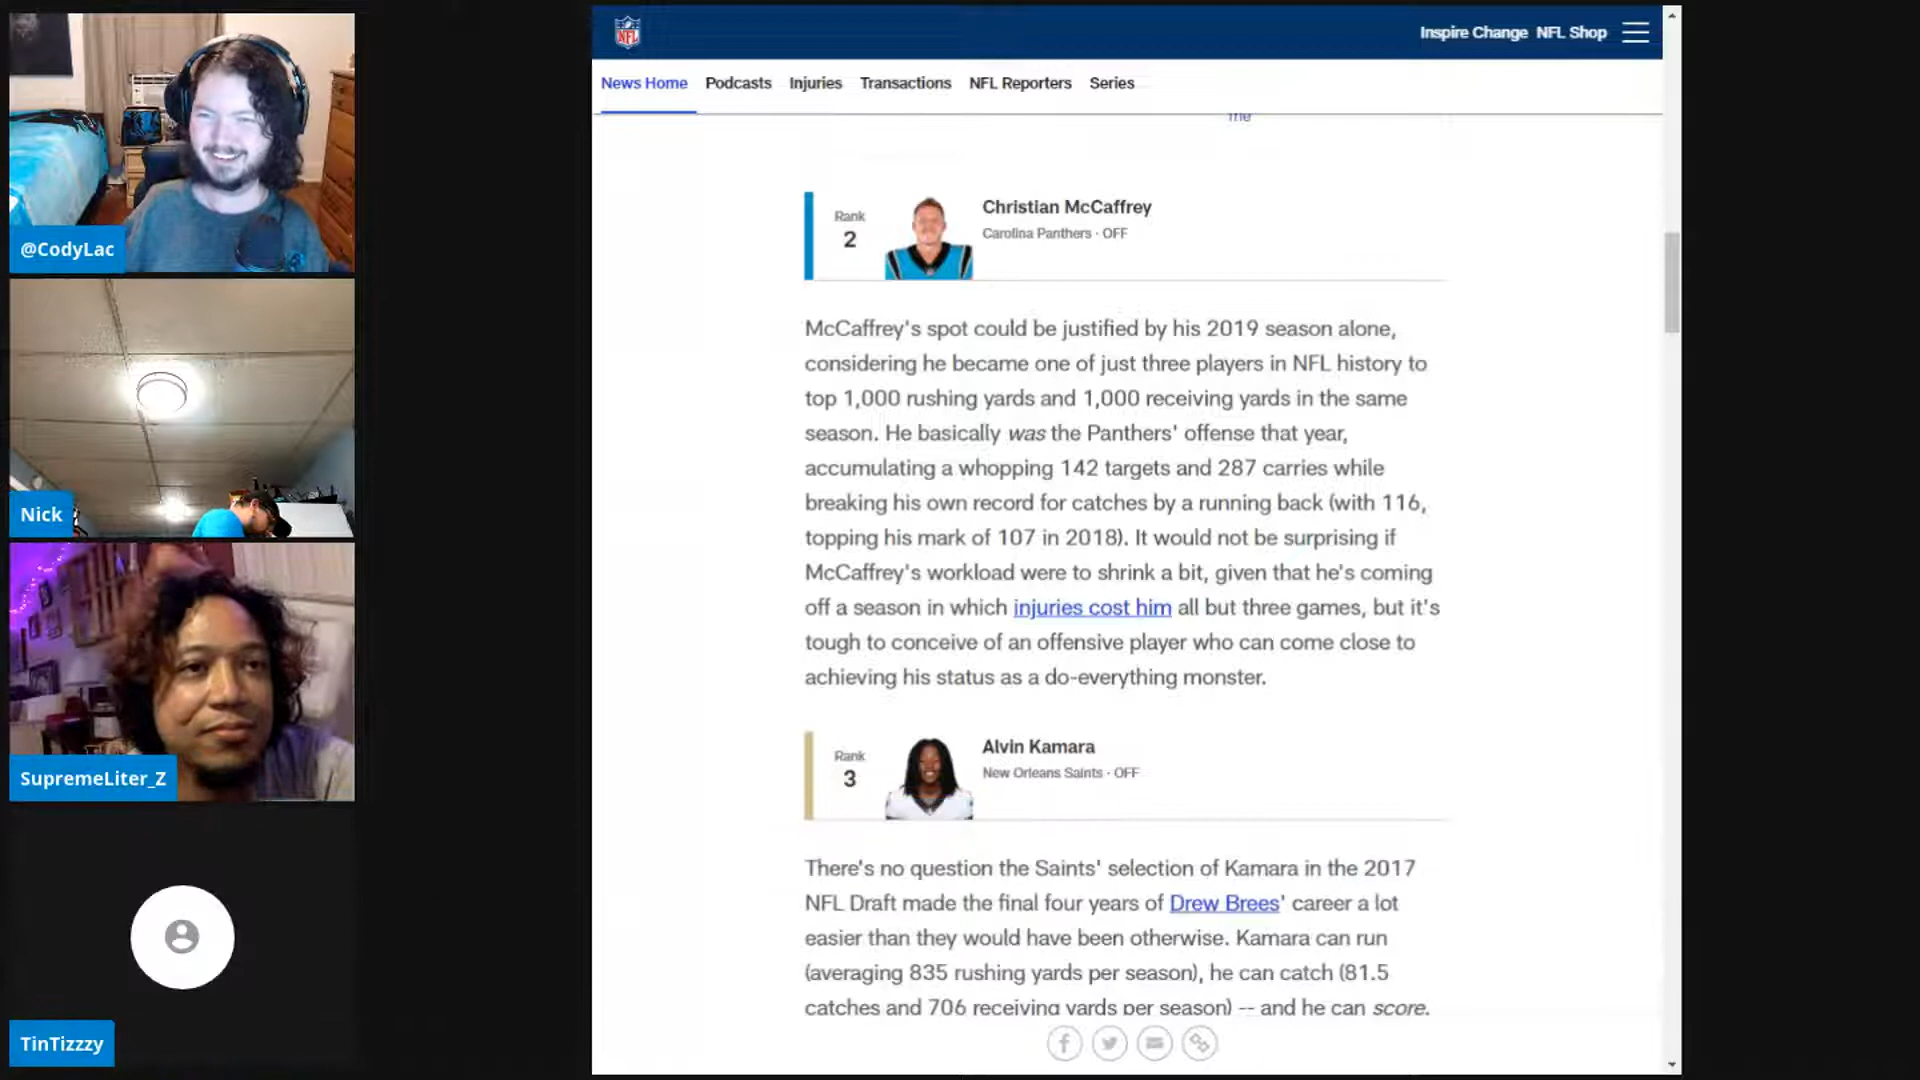 @CodyLac
Nick
SupremeLiter_Z
TinTizzzy
NFL
Inspire Change NFL Shop
News Home Podcasts Injuries Transactions NFL Reporters Series
Rank
2
Christian McCaffrey
Carolina Panthers · OFF
McCaffrey's spot could be justified by his 2019 season alone,
considering he became one of just three players in NFL history to
top 1,000 rushing yards and 1,000 receiving yards in the same
season. He basically was the Panthers' offense that year,
accumulating a whopping 142 targets and 287 carries while
breaking his own record for catches by a running back (with 116,
topping his mark of 107 in 2018). It would not be surprising if
McCaffrey's workload were to shrink a bit, given that he's coming
off a season in which injuries cost him all but three games, but it's
tough to conceive of an offensive player who can come close to
achieving his status as a do-everything monster.
Rank
3
Alvin Kamara
New Orleans Saints · OFF
There's no question the Saints' selection of Kamara in the 2017
NFL Draft made the final four years of Drew Brees' career a lot
easier than they would have been otherwise. Kamara can run
(averaging 835 rushing yards per season), he can catch (81.5
catches and 706 receiving yards per season) -- and he can score.